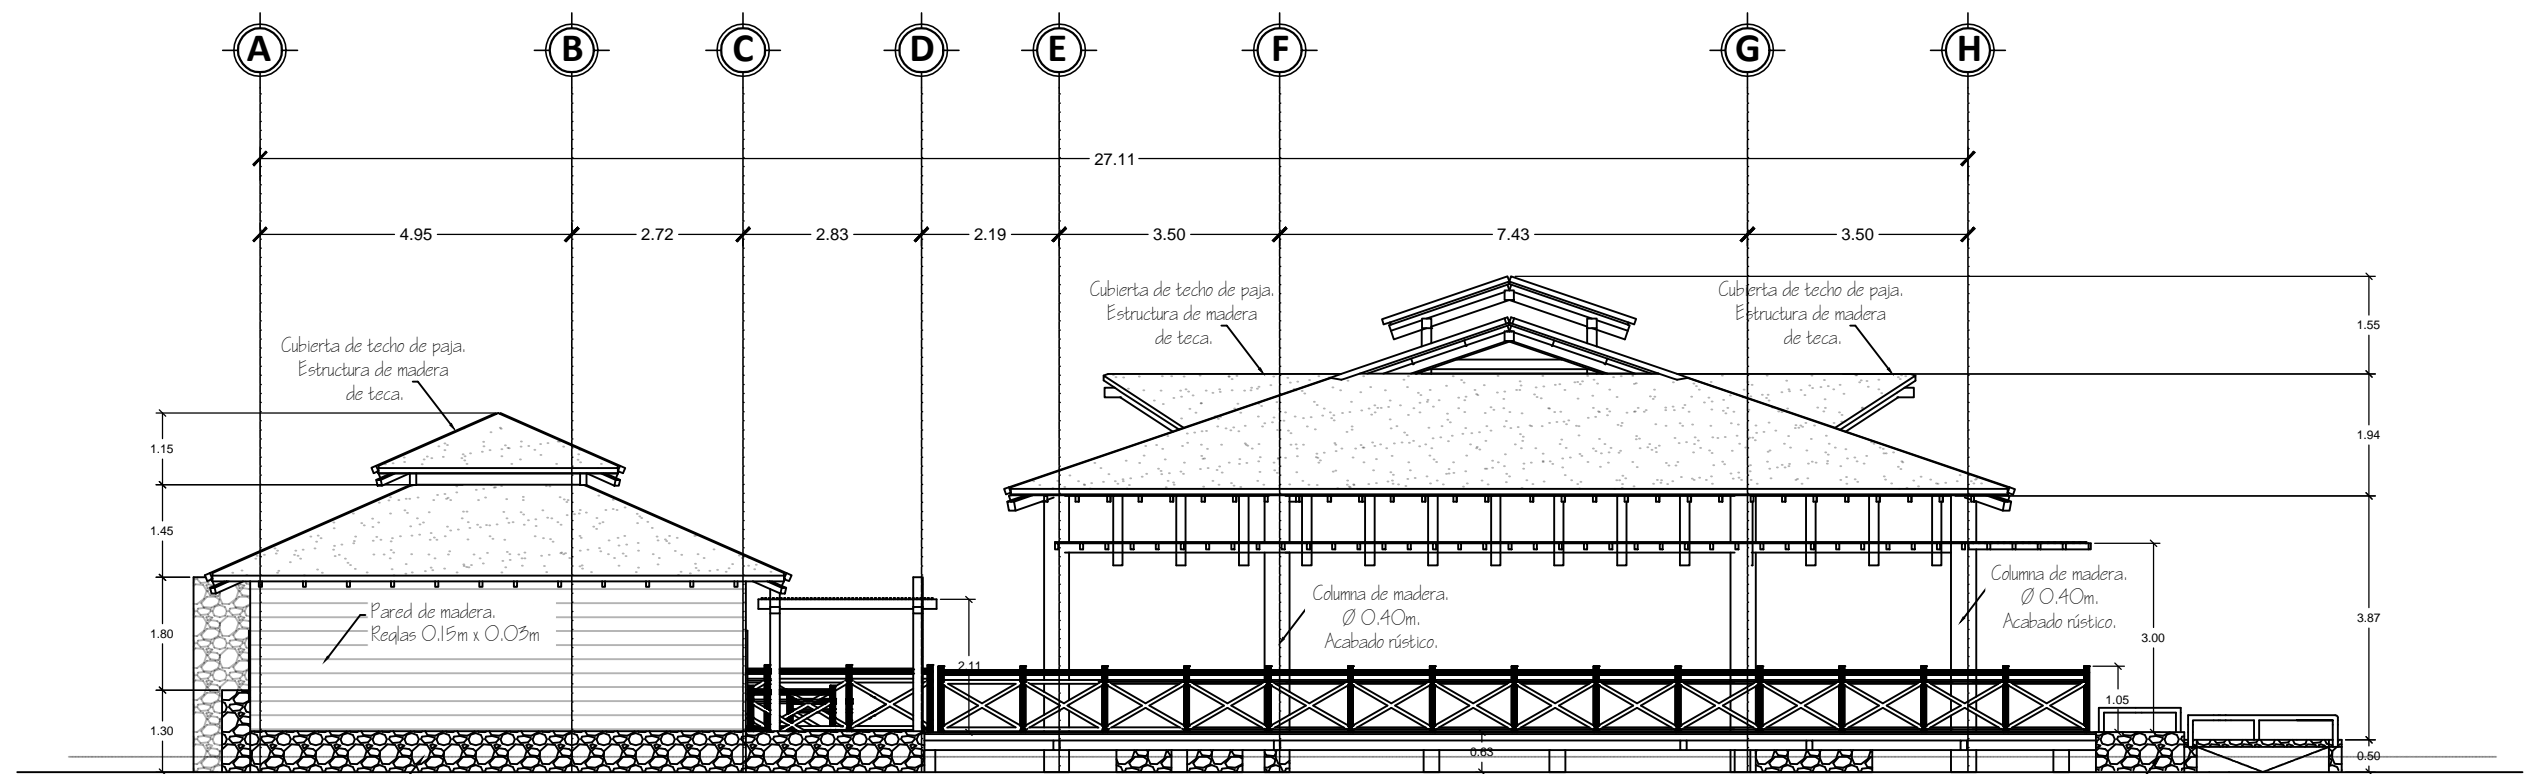 A B C D E F G H
27.11
4.95 2.72 2.83 2.19 3.50 7.43 3.50
Cubierta de techo de paja.
Estructura de madera
de teca.
Cubierta de techo de paja.
Estructura de madera
de teca.
Cubierta de techo de paja.
Estructura de madera
de teca.
1.15
1.45
1.80
1.30
Pared de madera.
Reglas 0.15m x 0.03m
2.11
Columna de madera.
Ø 0.40m.
Acabado rústico.
Columna de madera.
Ø 0.40m.
Acabado rústico.
0.63
1.05
3.00
1.55
1.94
3.87
0.50